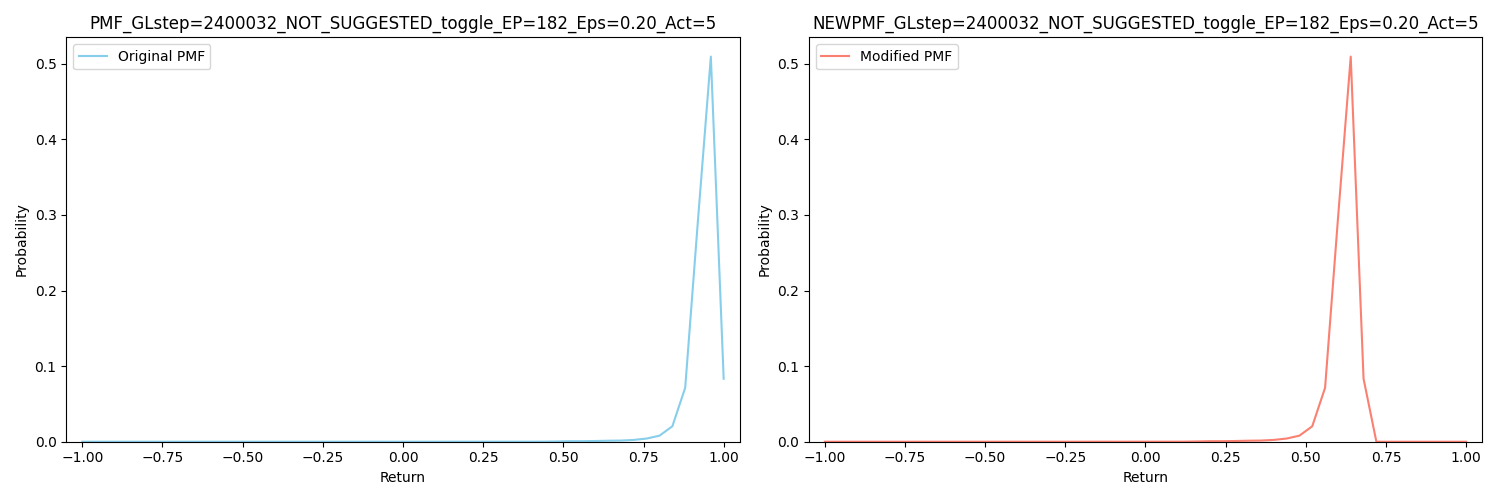 PMF_GLstep=2400032_NOT_SUGGESTED_toggle_EP=182_Eps=0.20_Act=5
Original PMF
Probability
0.5
0.4
0.3
0.2
0.1
0.0
−1.00 −0.75 −0.50 −0.25 0.00 0.25 0.50 0.75 1.00
Return
NEWPMF_GLstep=2400032_NOT_SUGGESTED_toggle_EP=182_Eps=0.20_Act=5
Modified PMF
Probability
0.5
0.4
0.3
0.2
0.1
0.0
−1.00 −0.75 −0.50 −0.25 0.00 0.25 0.50 0.75 1.00
Return